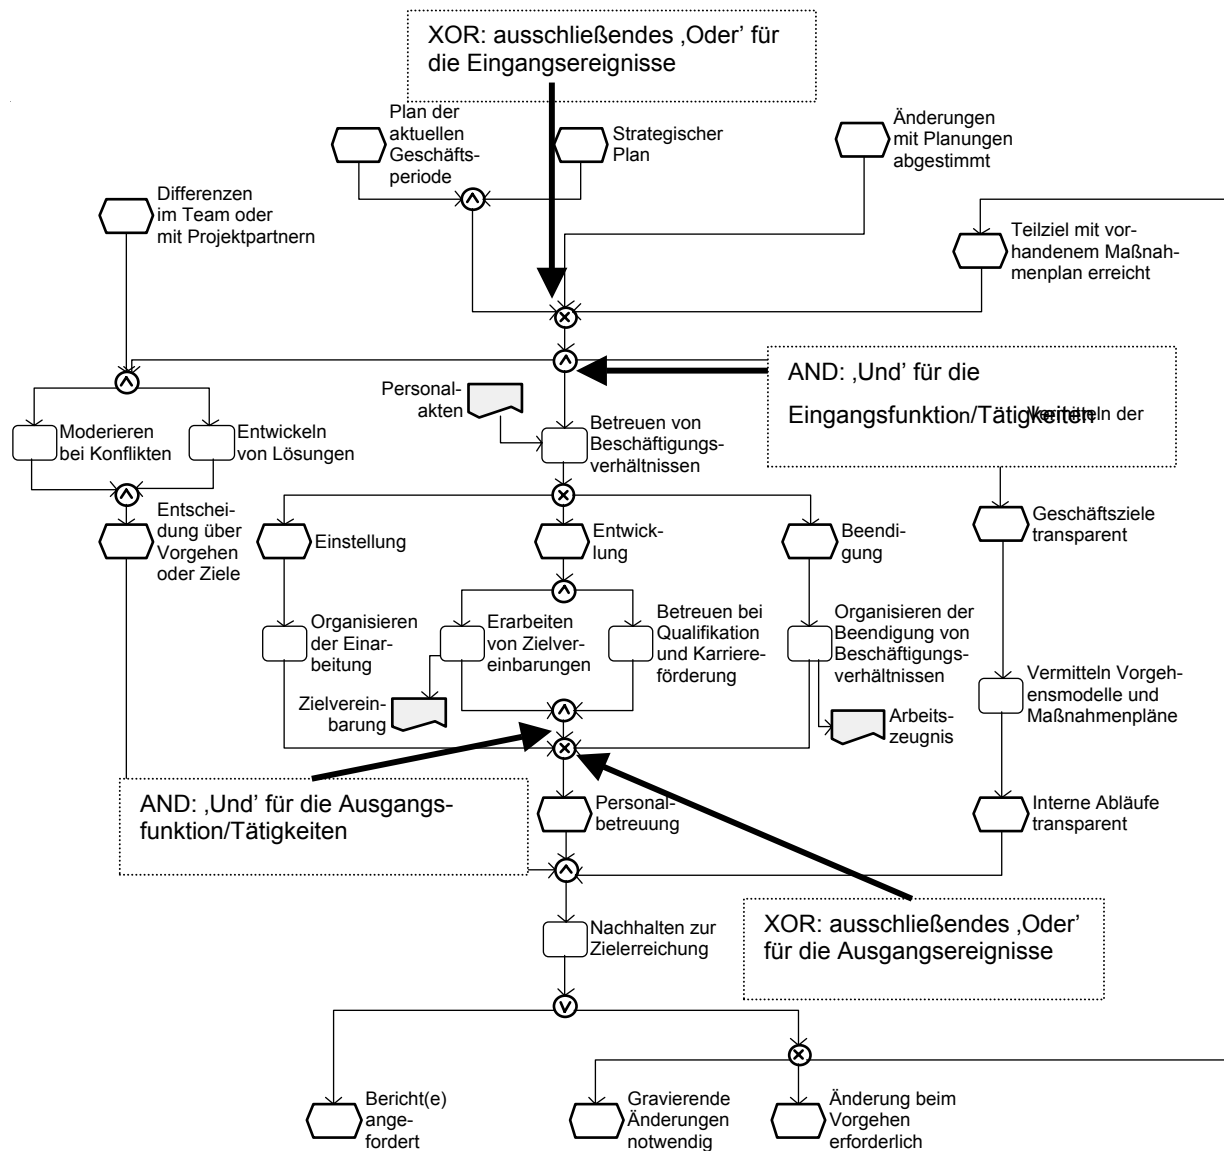 XOR: ausschließendes ‚Oder’ für
die Eingangsereignisse
Plan der
aktuellen
Geschäfts-
periode
Strategischer
Plan
Änderungen
mit Planungen
abgestimmt
Differenzen
im Team oder
mit Projektpartnern
Teilziel mit vor-
handenem Maßnah-
menplan erreicht
AND: ‚Und’ für die
Eingangsfunktion/Tätigkeiten
Vermitteln der
Personal-
akten
Moderieren
bei Konflikten
Entwickeln
von Lösungen
Betreuen von
Beschäftigungs-
verhältnissen
Entschei-
dung über
Vorgehen
oder Ziele
Einstellung
Entwick-
lung
Beendi-
gung
Geschäftsziele
transparent
Organisieren
der Einar-
beitung
Erarbeiten
von Zielver-
einbarungen
Betreuen bei
Qualifikation
und Karriere-
förderung
Organisieren der
Beendigung von
Beschäftigungs-
verhältnissen
Vermitteln Vorgeh-
ensmodelle und
Maßnahmenpläne
Zielverein-
barung
Arbeits-
zeugnis
AND: ‚Und’ für die Ausgangs-
funktion/Tätigkeiten
Personal-
betreuung
Interne Abläufe
transparent
XOR: ausschließendes ‚Oder’
für die Ausgangsereignisse
Nachhalten zur
Zielerreichung
Bericht(e)
ange-
fordert
Gravierende
Änderungen
notwendig
Änderung beim
Vorgehen
erforderlich